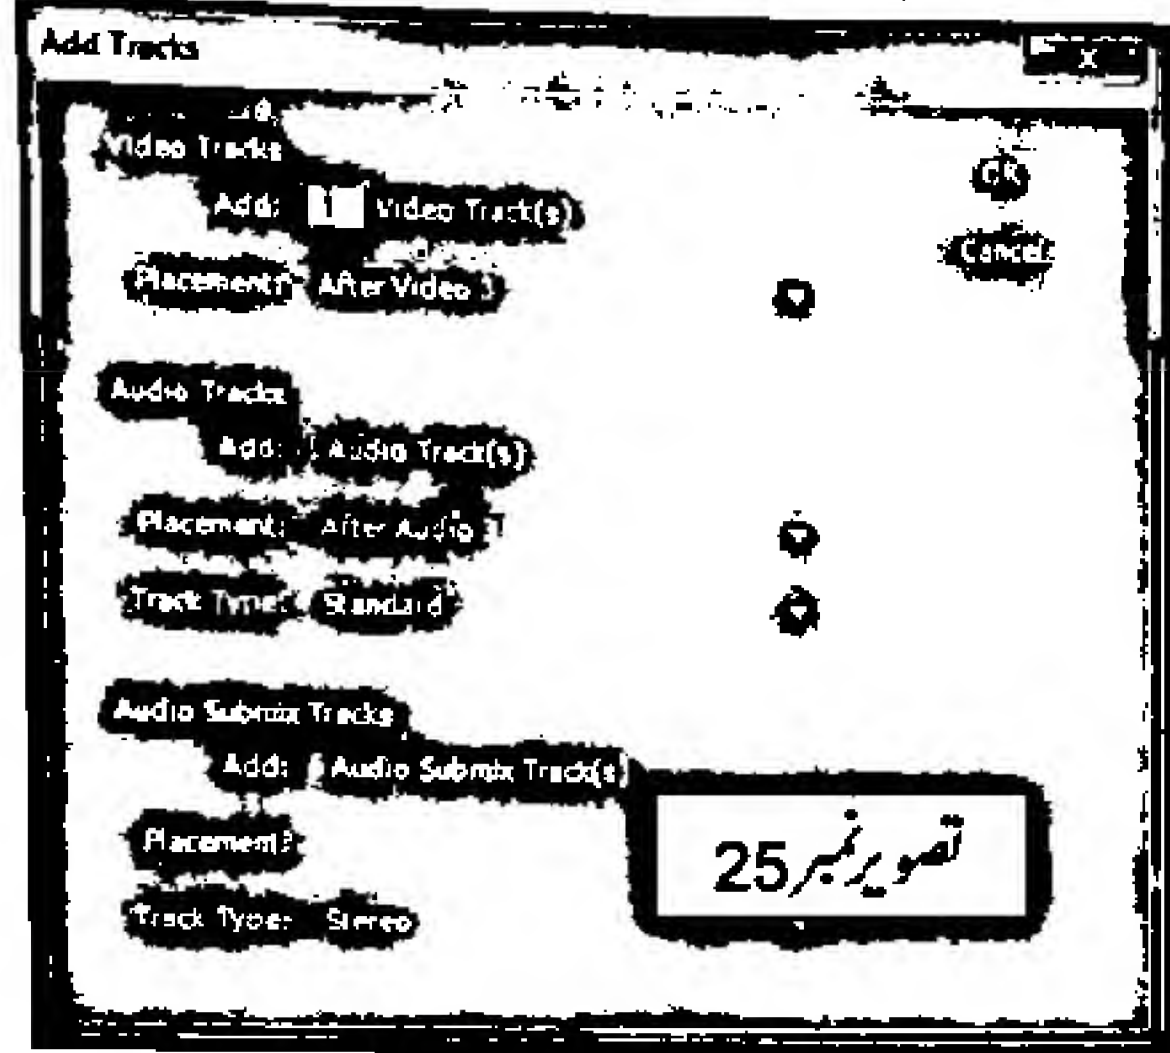 Add Tracks
X
Video Tracks
OK
Add: 1 Video Track(s)
Cancel
Placement: After Video 3
Audio Tracks
Add: Audio Track(s)
Placement: After Audio
Track Type: Standard
Audio Submix Tracks
Add: Audio Submix Track(s)
Placement:
تصویر نمبر 25
Track Type: Stereo